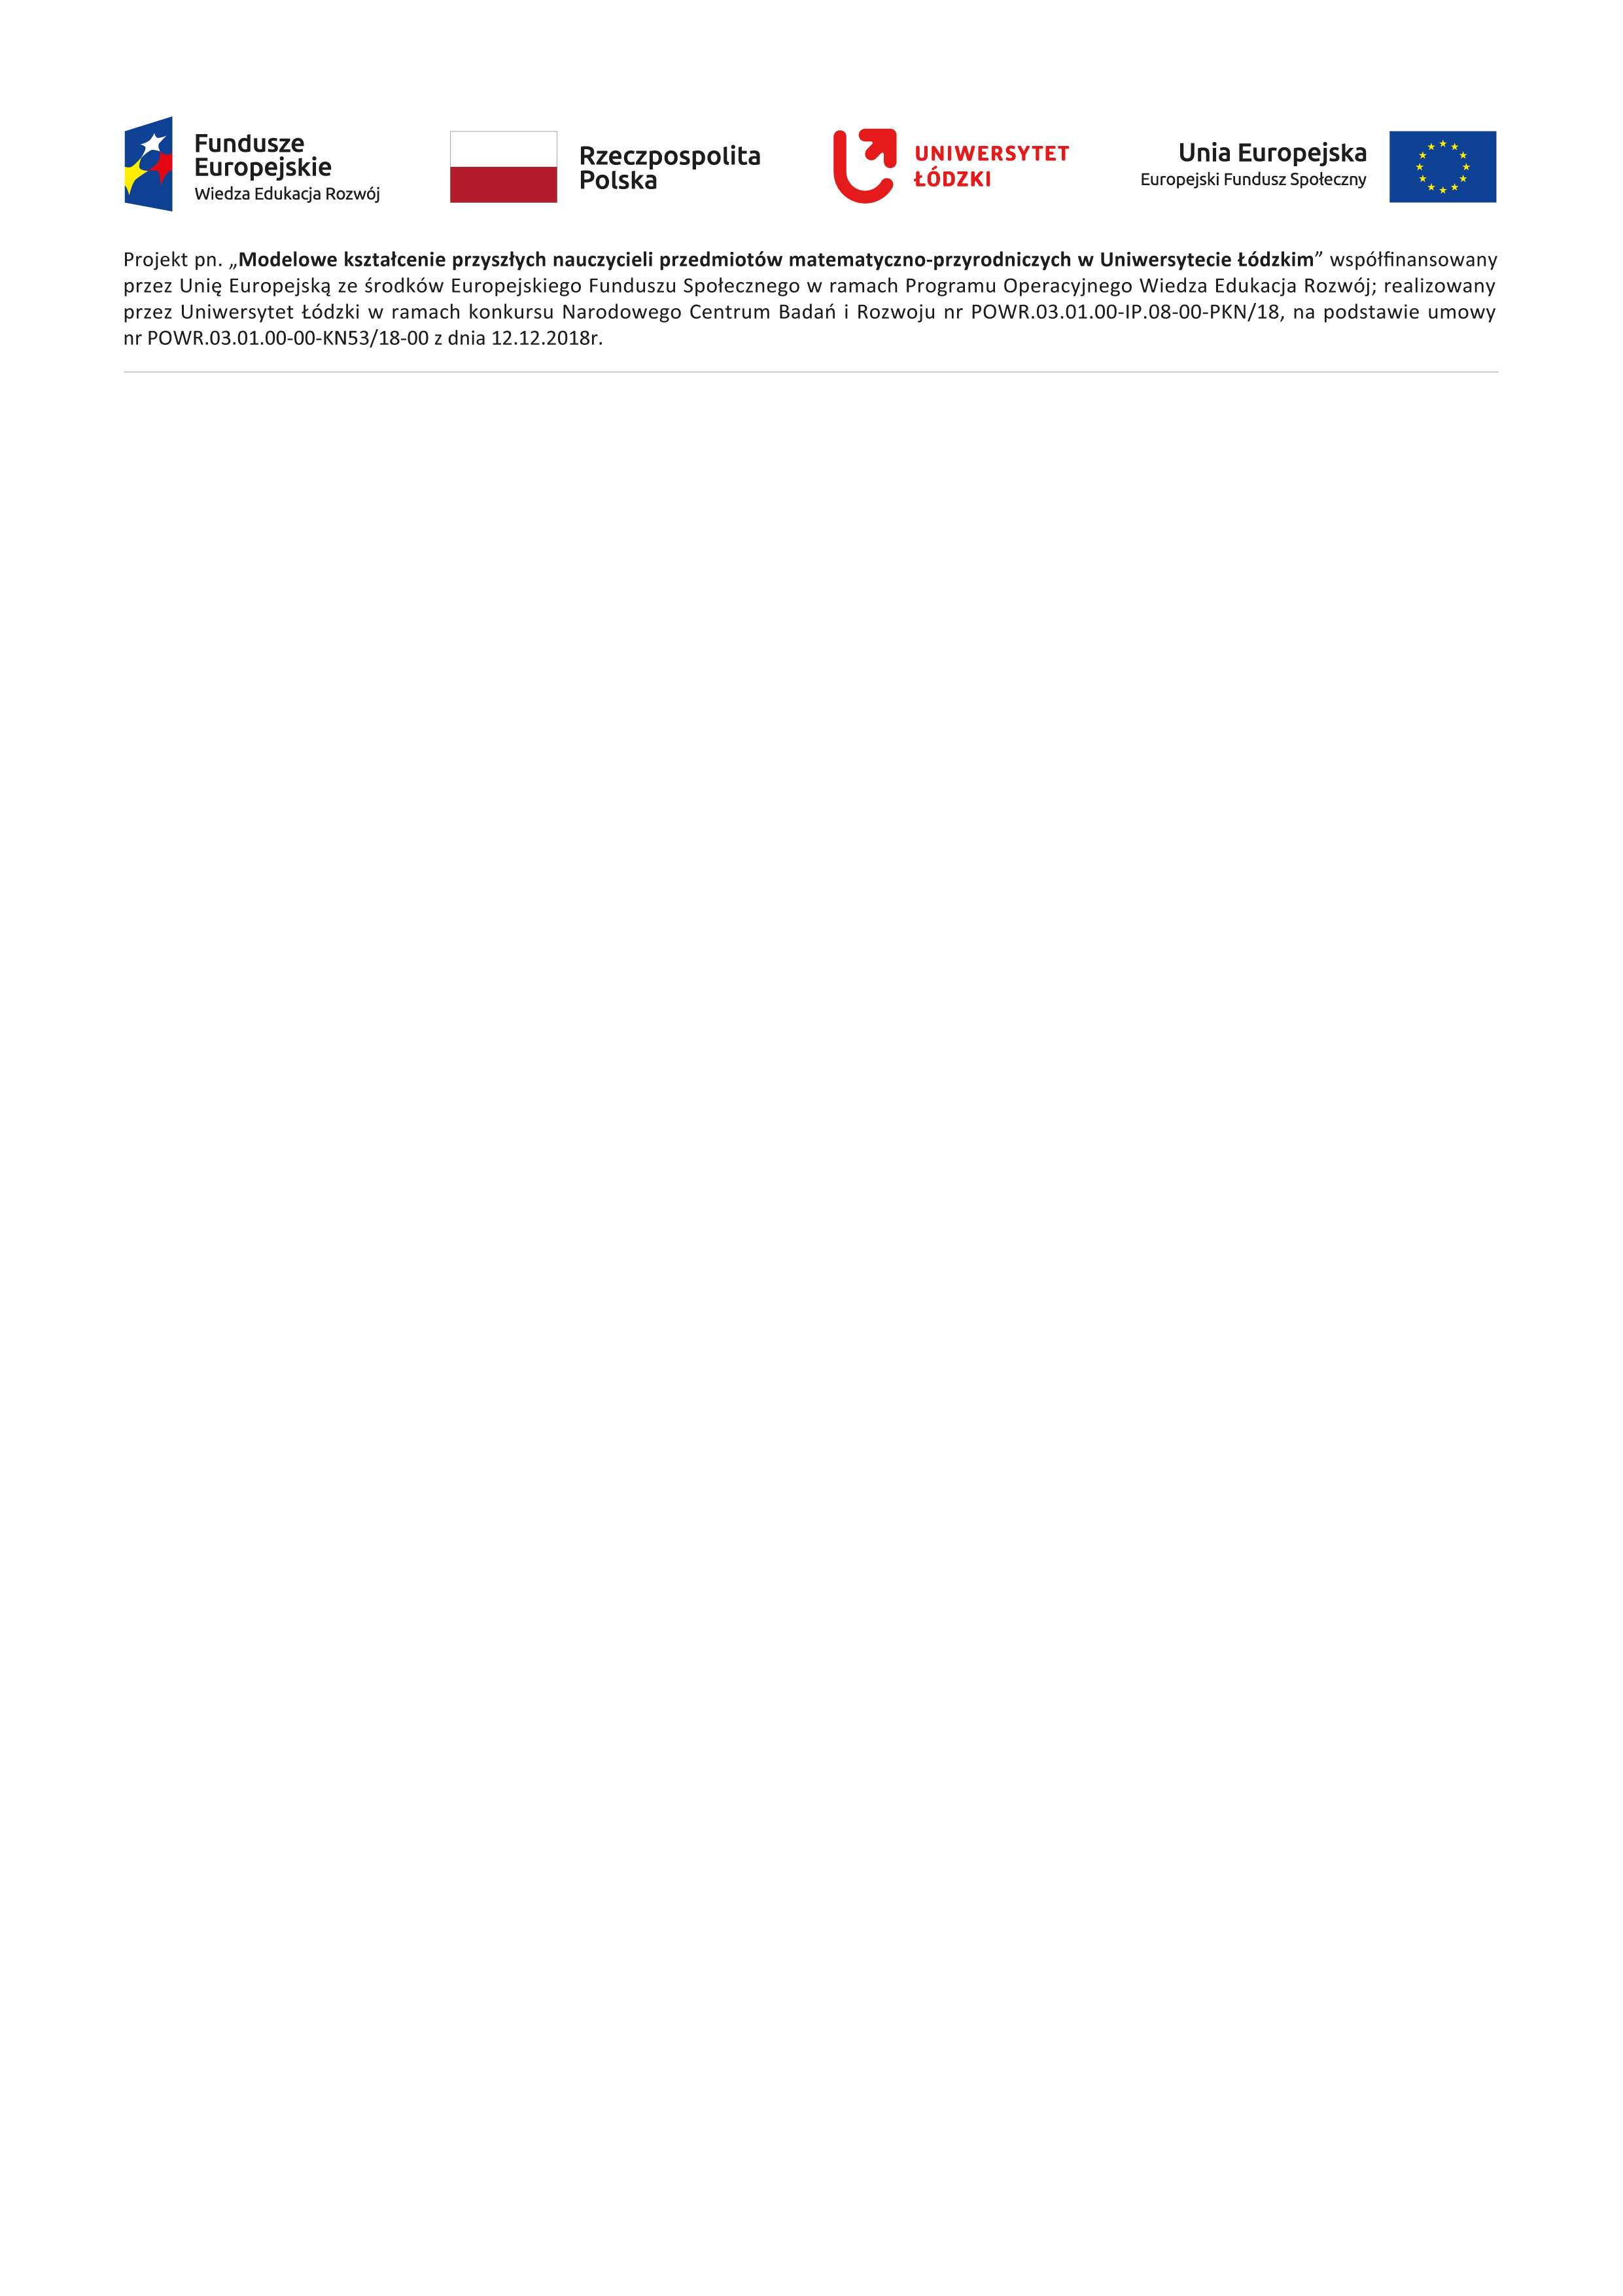 Fundusze
Europejskie
Wiedza Edukacja Rozwój
Rzeczpospolita
Polska
UNIWERSYTET
ŁÓDZKI
Unia Europejska
Europejski Fundusz Społeczny
Projekt pn. „Modelowe kształcenie przyszłych nauczycieli przedmiotów matematyczno-przyrodniczych w Uniwersytecie Łódzkim” współfinansowany
przez Unię Europejską ze środków Europejskiego Funduszu Społecznego w ramach Programu Operacyjnego Wiedza Edukacja Rozwój; realizowany
przez Uniwersytet Łódzki w ramach konkursu Narodowego Centrum Badań i Rozwoju nr POWR.03.01.00-IP.08-00-PKN/18, na podstawie umowy
nr POWR.03.01.00-00-KN53/18-00 z dnia 12.12.2018r.